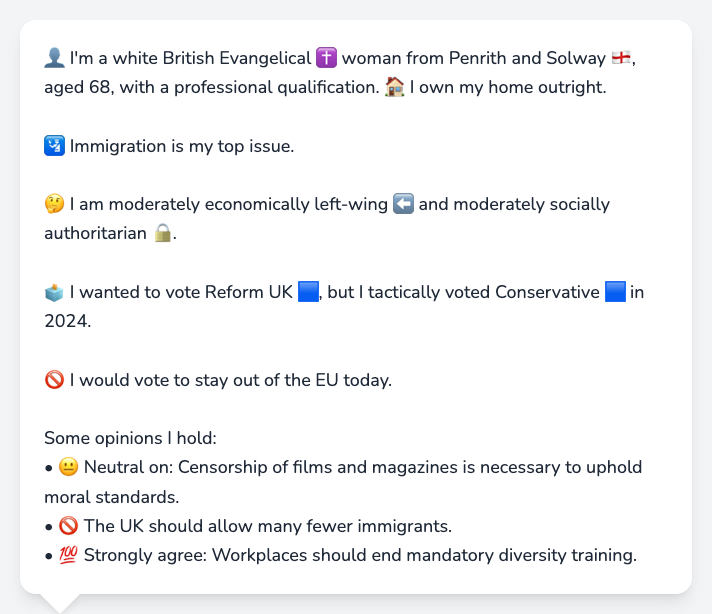 👤 I'm a white British Evangelical ✝️ woman from Penrith and Solway 🏴󠁧󠁢󠁥󠁮󠁧󠁿,
aged 68, with a professional qualification. 🏠 I own my home outright.
🛂 Immigration is my top issue.
🤔 I am moderately economically left-wing ⬅️ and moderately socially
authoritarian 🔒.
🗳️ I wanted to vote Reform UK 🟦, but I tactically voted Conservative 🟦 in
2024.
🚫 I would vote to stay out of the EU today.
Some opinions I hold:
• 😐 Neutral on: Censorship of films and magazines is necessary to uphold
moral standards.
• 🚫 The UK should allow many fewer immigrants.
• 💯 Strongly agree: Workplaces should end mandatory diversity training.